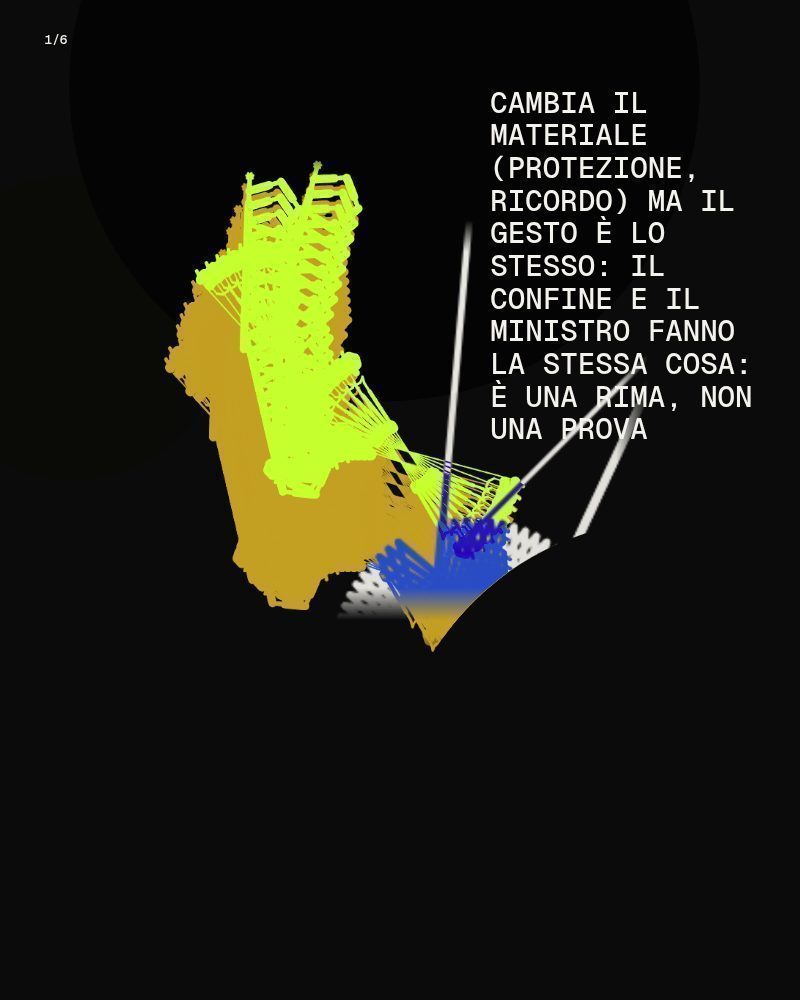 1/6
CAMBIA IL
MATERIALE
(PROTEZIONE,
RICORDO) MA IL
GESTO È LO
STESSO: IL
CONFINE E IL
MINISTRO FANNO
LA STESSA COSA:
È UNA RIMA, NON
UNA PROVA